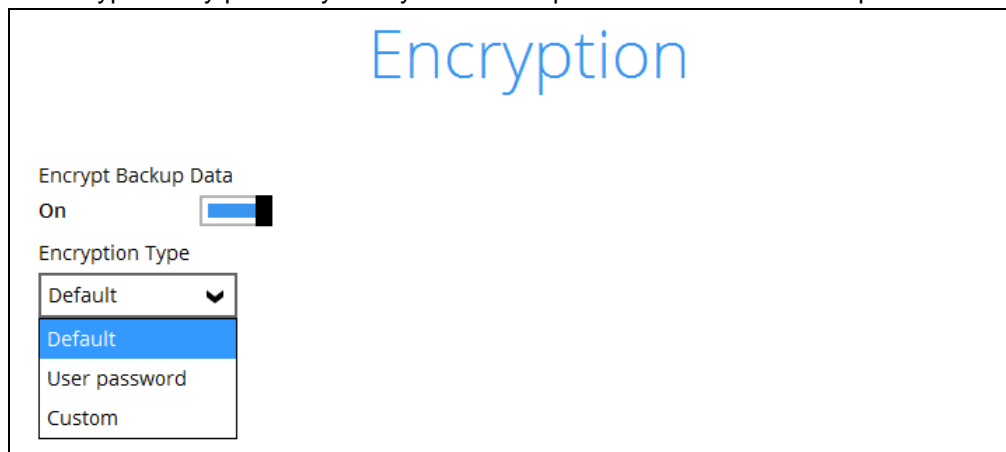 Encryption
Encrypt Backup Data
On
Encryption Type
Default
Default
User password
Custom